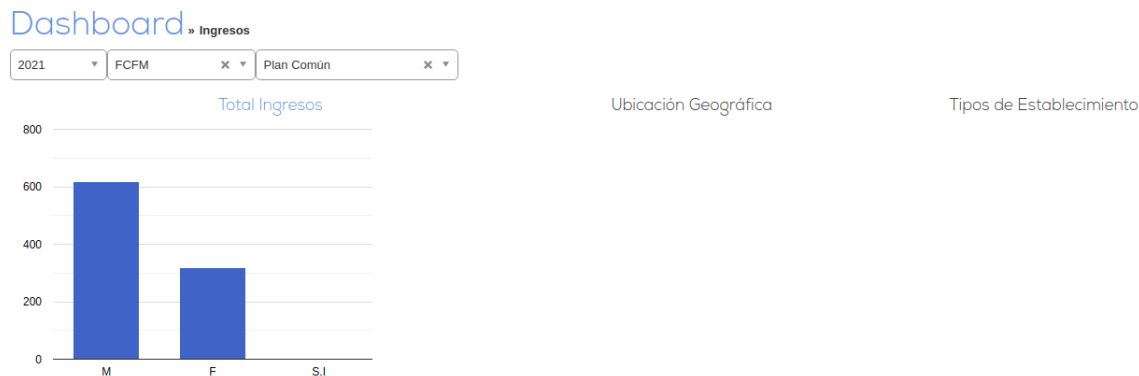 Dashboard » Ingresos
2021 FCFM Plan Común
Total Ingresos Ubicación Geográfica Tipos de Establecimiento
800
600
400
200
0
M F S.I